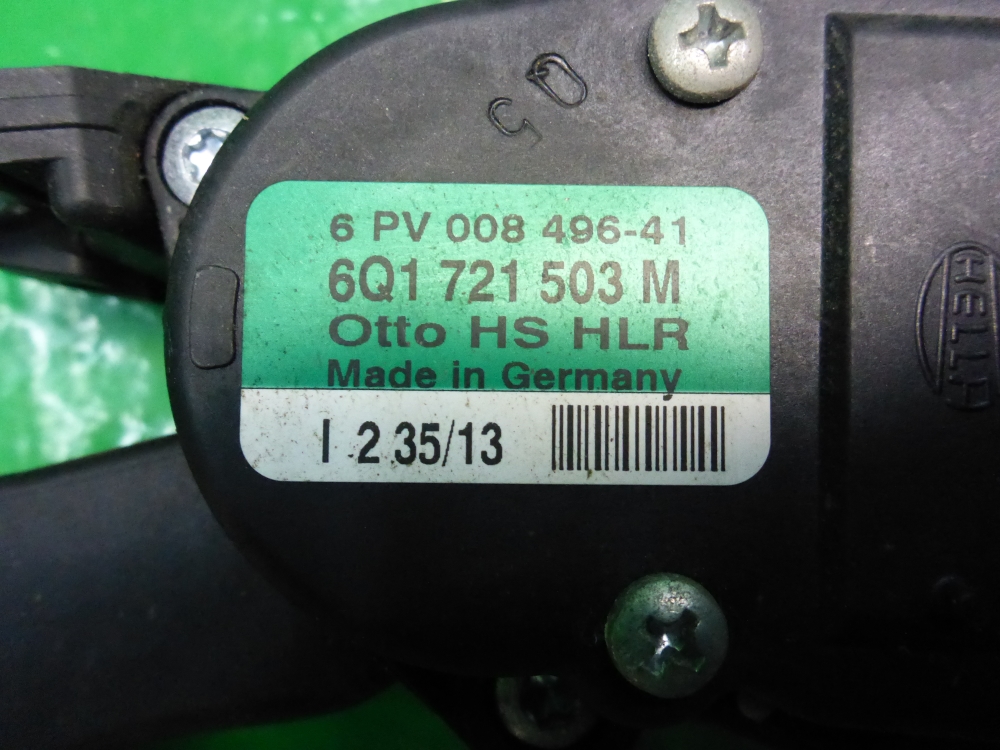 6 PV 008 496-41
6Q1 721 503 M
Otto HS HLR
Made in Germany
I 2 35/13
HELLA